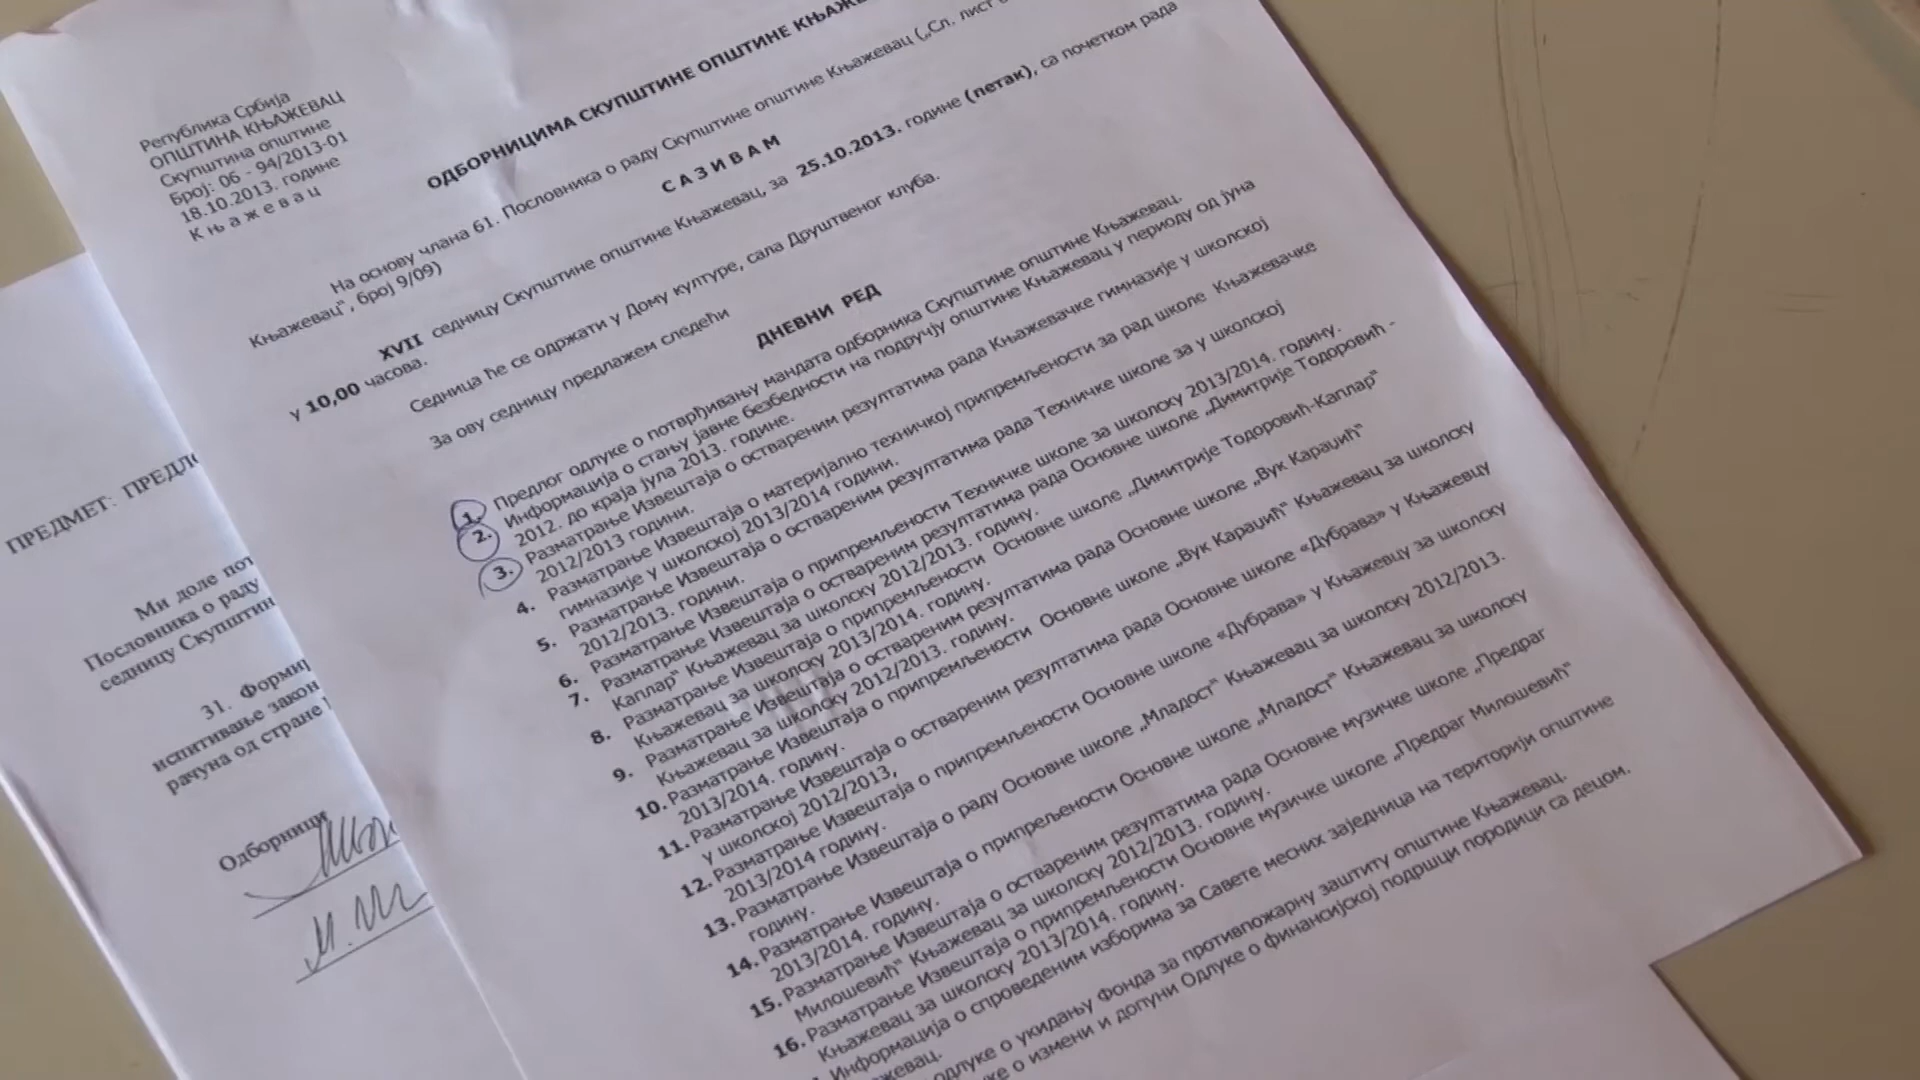 Република Србија
ОПШТИНА КЊАЖЕВАЦ
Скупштина општине
Број: 06 - 94/2013-01
18.10.2013. године
К њ а ж е в а ц
ОДБОРНИЦИМА СКУПШТИНЕ ОПШТИНЕ
На основу члана 61. Пословника о раду Скупштине општине Књажевац („Сл. лист
Књажевац", број 9/09)
С А З И В А М
XVII седницу Скупштине општине Књажевац, за 25.10.2013. године (петак), са почетком рада
у 10,00 часова.
Седница ће се одржати у Дому културе, сала Друштвеног клуба.
За ову седницу предлажем следећи
ДНЕВНИ РЕД
1. Предлог одлуке о потврђивању мандата одборника Скупштине општине Књажевац.
2. Информација о стању јавне безбедности на подручју општине Књажевац у периоду од јуна
2012. до краја јула 2013. године.
3. Разматрање Извештаја о оствареним резултатима рада Књажевачке гимназије у школској
2012/2013 години.
4. Разматрање Извештаја о материјално техничкој припремљености за рад школе Књажевачке
гимназије у школској 2013/2014 години.
5. Разматрање Извештаја о оствареним резултатима рада Техничке школе за у школској
2012/2013. години.
6. Разматрање Извештаја о припремљености Техничке школе за школску 2013/2014. годину.
7. Разматрање Извештаја о оствареним резултатима рада Основне школе „Димитрије Тодоровић -
Каплар" Књажевац за школску 2012/2013. годину.
8. Разматрање Извештаја о припремљености Основне школе „Димитрије Тодоровић-Каплар"
Књажевац за школску 2013/2014. годину.
9. Разматрање Извештаја о оствареним резултатима рада Основне школе „Вук Караџић"
Књажевац за школску 2012/2013. годину.
10. Разматрање Извештаја о припремљености Основне школе „Вук Караџић" Књажевац за школску
2013/2014. годину.
11. Разматрање Извештаја о оствареним резултатима рада Основне школе «Дубрава» у Књажевцу
у школској 2012/2013,
12. Разматрање Извештаја о припремљености Основне школе «Дубрава» у Књажевцу за школску
2013/2014 годину.
13. Разматрање Извештаја о раду Основне школе „Младост" Књажевац за школску 2012/2013.
годину.
14. Разматрање Извештаја о припрељености Основне школе „Младост" Књажевац за школску
2013/2014. годину.
15. Разматрање Извештаја о оствареним резултатима рада Основне музичке школе „Предраг
Милошевић" Књажевац за школску 2012/2013. годину.
16. Разматрање Извештаја о припремљености Основне музичке школе „Предраг Милошевић"
Књажевац за школску 2013/2014. годину.
Информација о спроведеним изборима за Савете месних заједница на територији општине
одлуке о укидању Фонда за противпожарну заштиту општине Књажевац.
о измени и допуни Одлуке о финансијској подршци породици са децом.
ПРЕДМЕТ:
Ми доле
Пословника о раду
седницу
31.
испитивање
рачуна од стране
Одборници